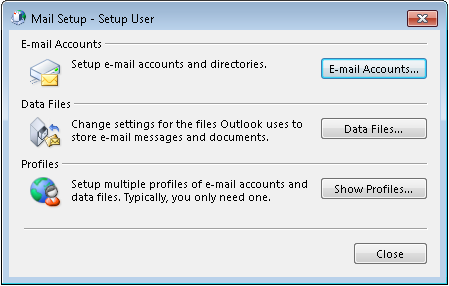 Mail Setup - Setup User
E-mail Accounts
Setup e-mail accounts and directories.
E-mail Accounts...
Data Files
Change settings for the files Outlook uses to
store e-mail messages and documents.
Data Files...
Profiles
Setup multiple profiles of e-mail accounts and
data files. Typically, you only need one.
Show Profiles...
Close